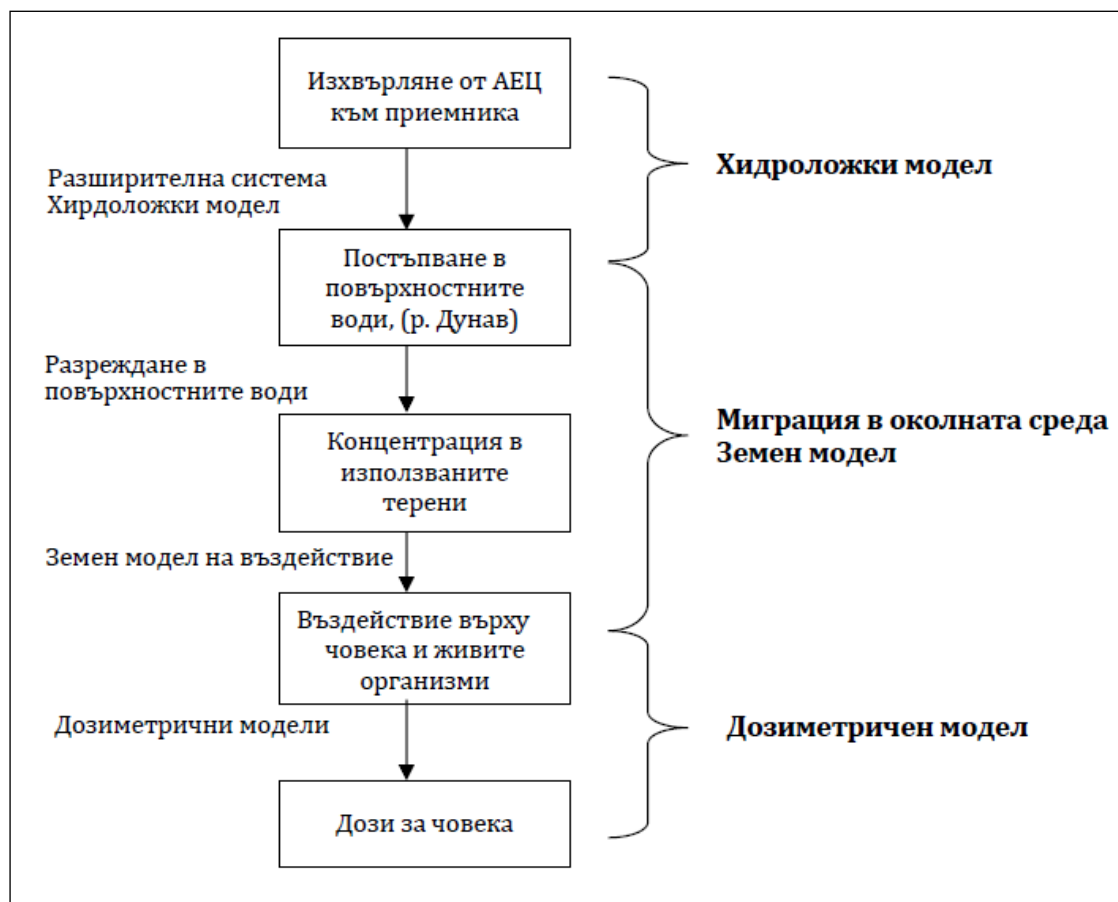 Изхвърляне от АЕЦ
към приемника
Хидроложки модел
Разширителна система
Хирдоложки модел
Постъпване в
повърхностните
води, (р. Дунав)
Разреждане в
повърхностните води
Миграция в околната среда
Земен модел
Концентрация в
използваните
терени
Земен модел на въздействие
Въздействие върху
човека и живите
организми
Дозиметрични модели
Дозиметричен модел
Дози за човека